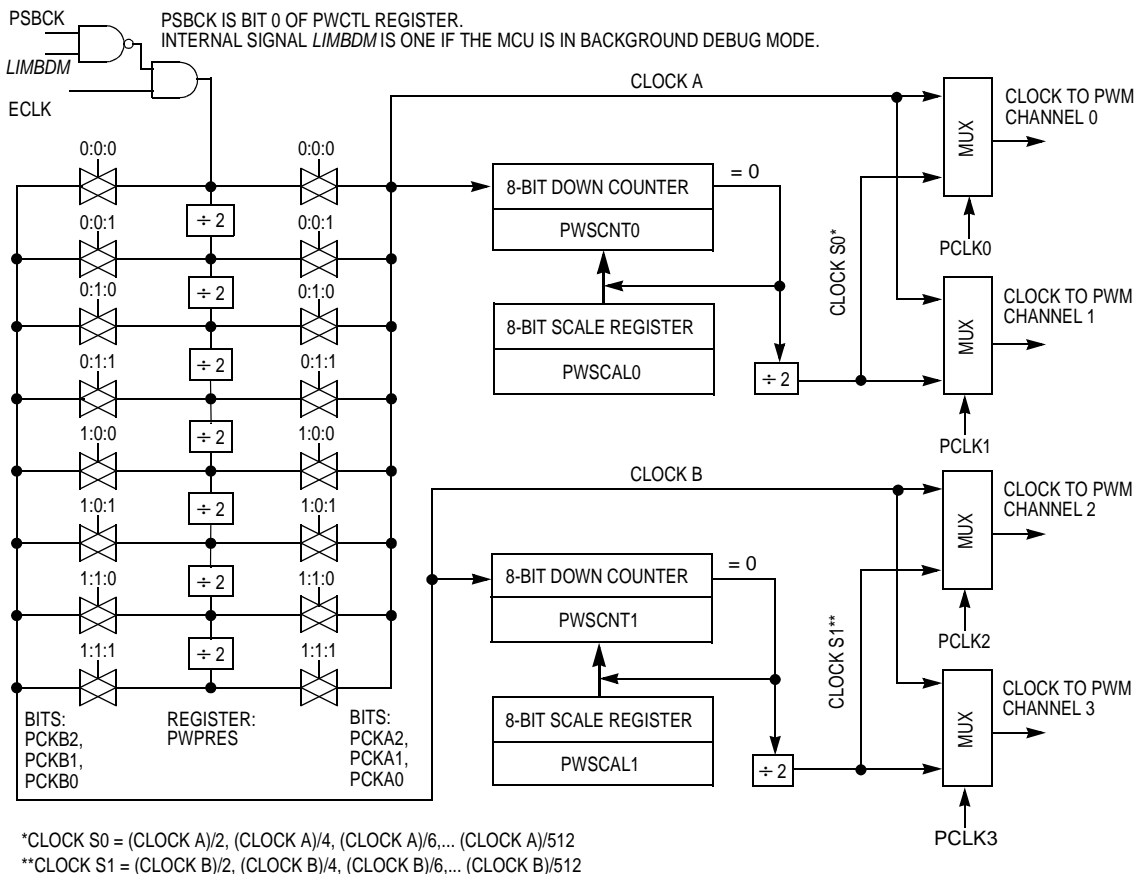 PSBCK
PSBCK IS BIT 0 OF PWCTL REGISTER.
INTERNAL SIGNAL LIMBDM IS ONE IF THE MCU IS IN BACKGROUND DEBUG MODE.
LIMBDM
ECLK
CLOCK A
CLOCK TO PWM
CHANNEL 0
MUX
PCLK0
0:0:0
0:0:0
÷ 2
0:0:1
0:0:1
÷ 2
0:1:0
0:1:0
÷ 2
0:1:1
0:1:1
÷ 2
1:0:0
1:0:0
÷ 2
1:0:1
1:0:1
÷ 2
1:1:0
1:1:0
÷ 2
1:1:1
1:1:1
8-BIT DOWN COUNTER
= 0
PWSCNT0
8-BIT SCALE REGISTER
PWSCAL0
÷ 2
CLOCK S0*
CLOCK TO PWM
CHANNEL 1
MUX
PCLK1
CLOCK B
CLOCK TO PWM
CHANNEL 2
MUX
PCLK2
8-BIT DOWN COUNTER
= 0
PWSCNT1
8-BIT SCALE REGISTER
PWSCAL1
÷ 2
CLOCK S1**
CLOCK TO PWM
CHANNEL 3
MUX
PCLK3
BITS:
PCKB2,
PCKB1,
PCKB0
REGISTER:
PWPRES
BITS:
PCKA2,
PCKA1,
PCKA0
*CLOCK S0 = (CLOCK A)/2, (CLOCK A)/4, (CLOCK A)/6,... (CLOCK A)/512
**CLOCK S1 = (CLOCK B)/2, (CLOCK B)/4, (CLOCK B)/6,... (CLOCK B)/512